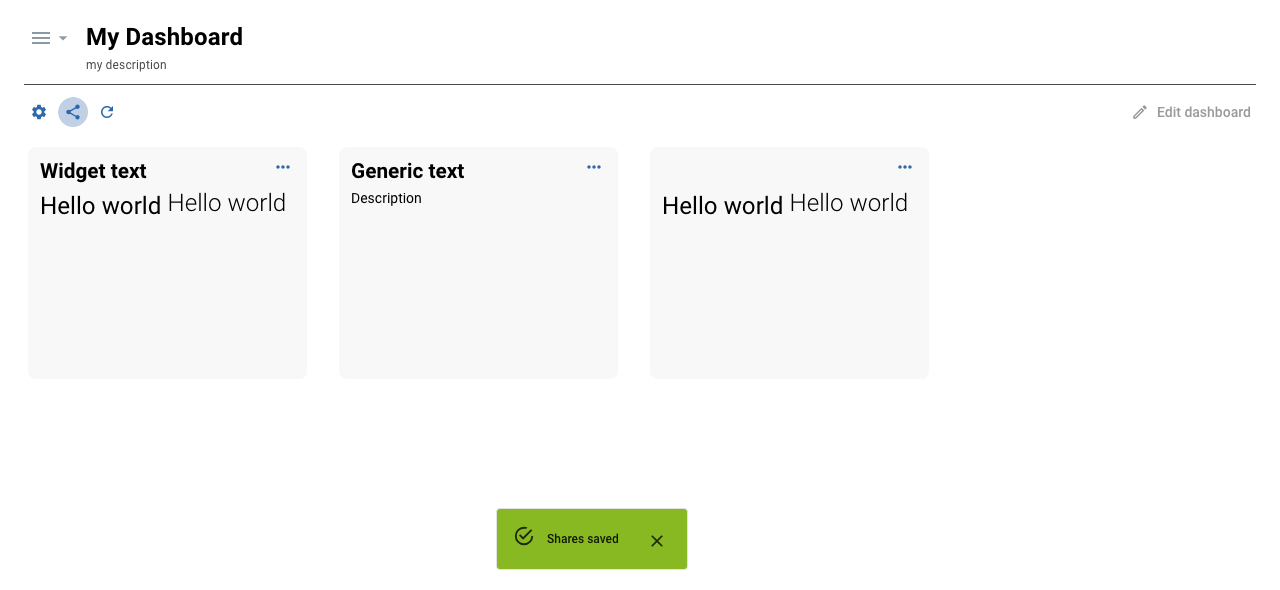 My Dashboard
my description
Edit dashboard
Widget text
Hello world Hello world
Generic text
Description
Hello world Hello world
Shares saved